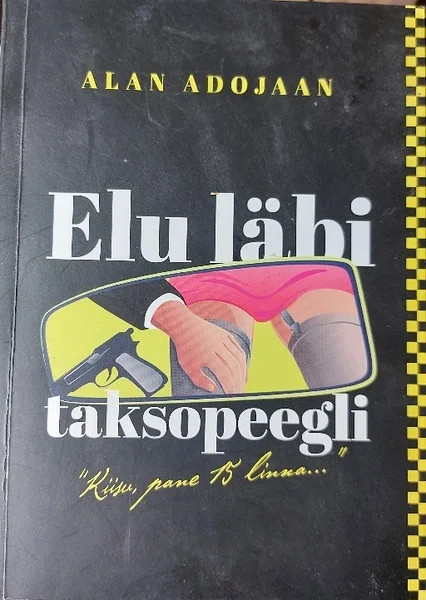 ALAN ADOJAAN
Elu läbi
taksopeegli
"Kiisu, pane 15 linna..."